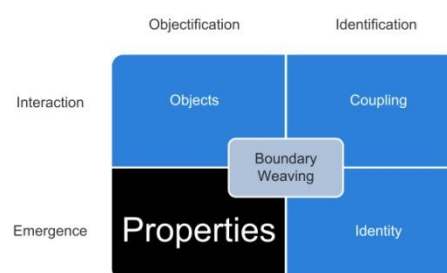 Objectification Identification
Interaction Objects Coupling
Boundary
Weaving
Emergence Properties Identity